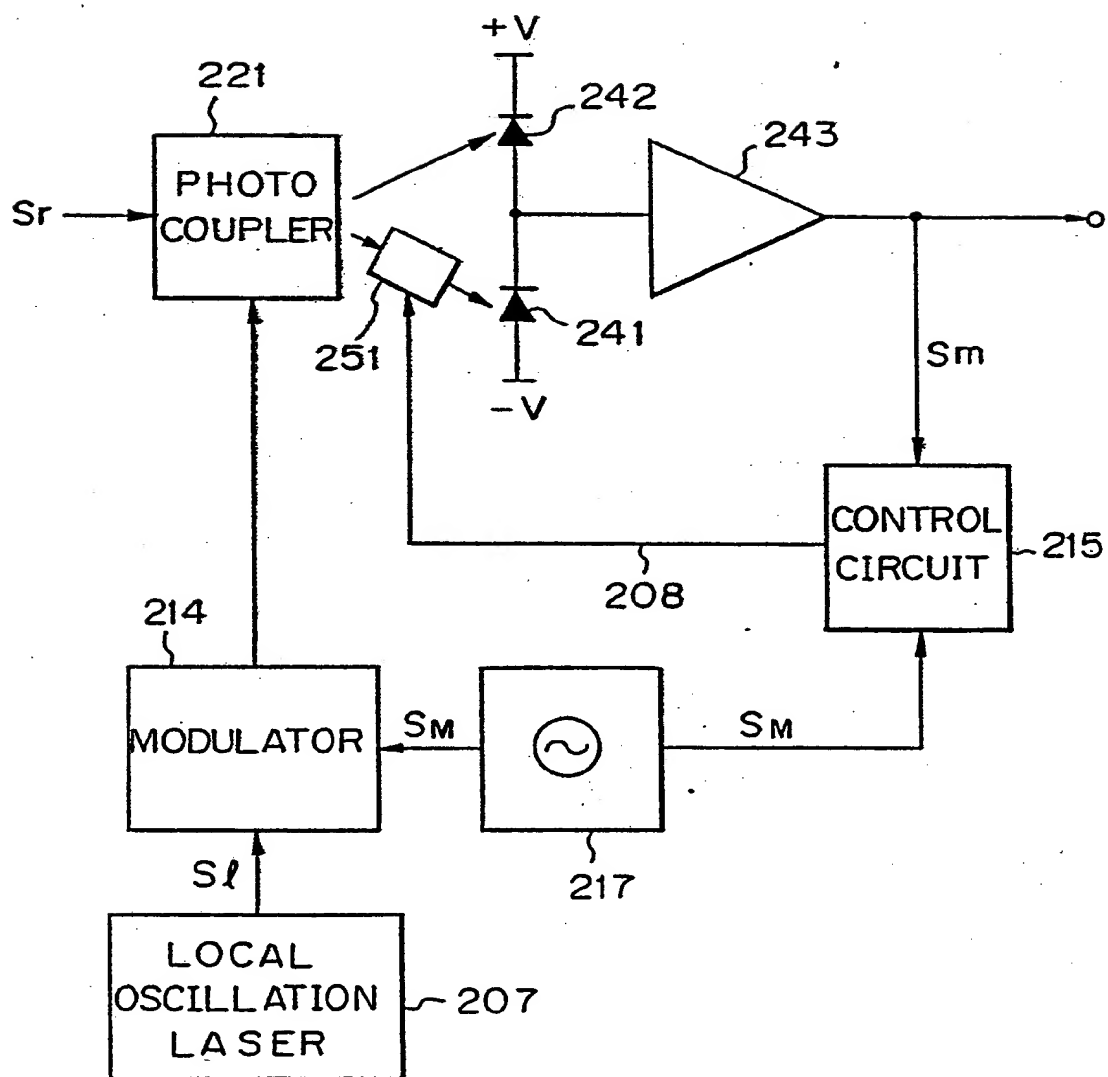 +V
221
242
243
PHOTO
COUPLER
Sr
251
241
-V
Sm
CONTROL
CIRCUIT
215
208
214
MODULATOR
SM
SM
217
Sℓ
LOCAL
OSCILLATION
LASER
207